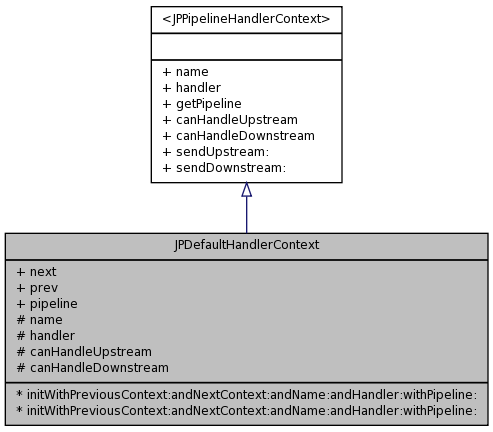 <JPPipelineHandlerContext>
+ name
+ handler
+ getPipeline
+ canHandleUpstream
+ canHandleDownstream
+ sendUpstream:
+ sendDownstream:
JPDefaultHandlerContext
+ next
+ prev
+ pipeline
# name
# handler
# canHandleUpstream
# canHandleDownstream
* initWithPreviousContext:andNextContext:andName:andHandler:withPipeline:
* initWithPreviousContext:andNextContext:andName:andHandler:withPipeline: